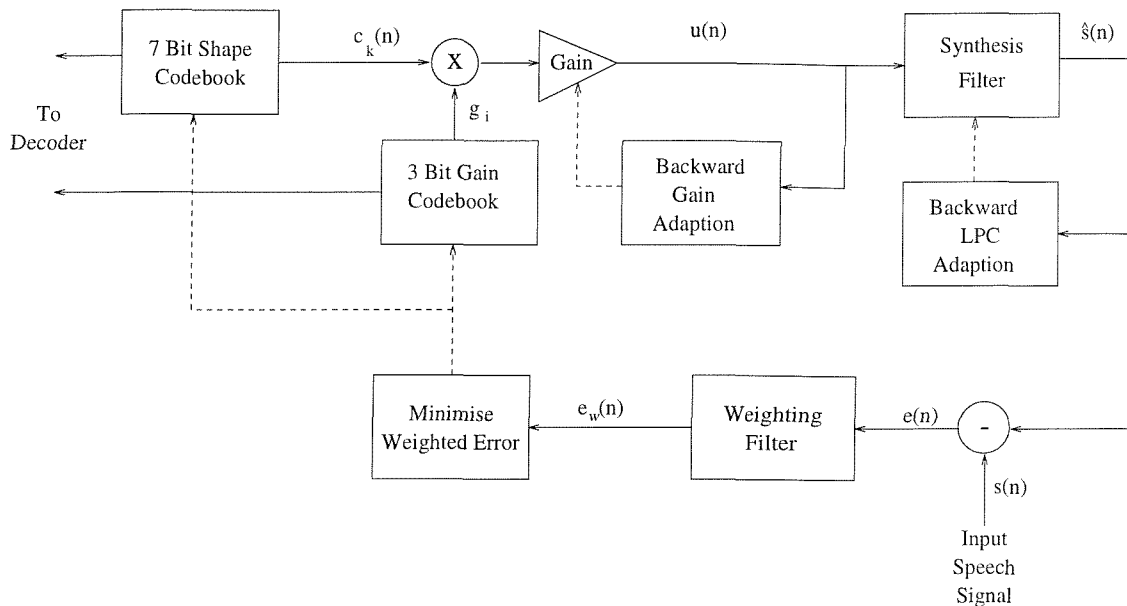 7 Bit Shape
Codebook
c_k(n)
X
g_i
Gain
u(n)
Synthesis
Filter
ŝ(n)
To
Decoder
3 Bit Gain
Codebook
Backward
Gain
Adaption
Backward
LPC
Adaption
Minimise
Weighted Error
e_w(n)
Weighting
Filter
e(n)
-
s(n)
Input
Speech
Signal